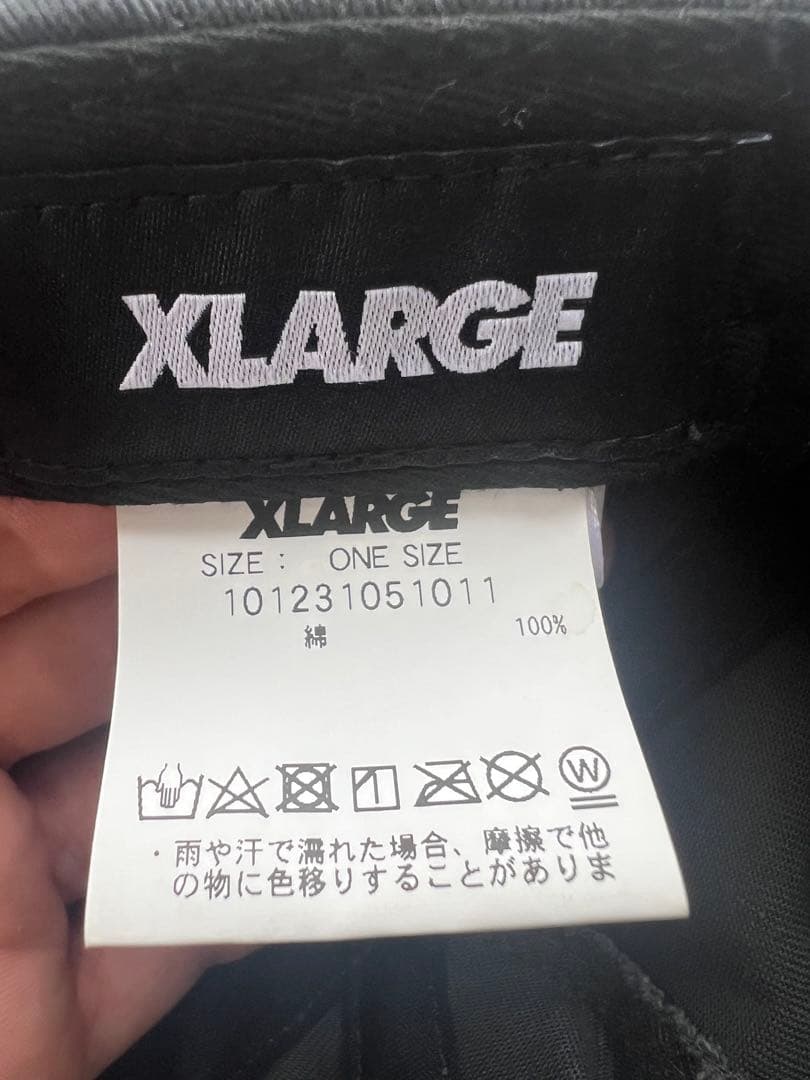 XLARGE
XLARGE
SIZE : ONE SIZE
101231051011
綿 100%
W
・雨や汗で濡れた場合、摩擦で他
の物に色移りすることがありま